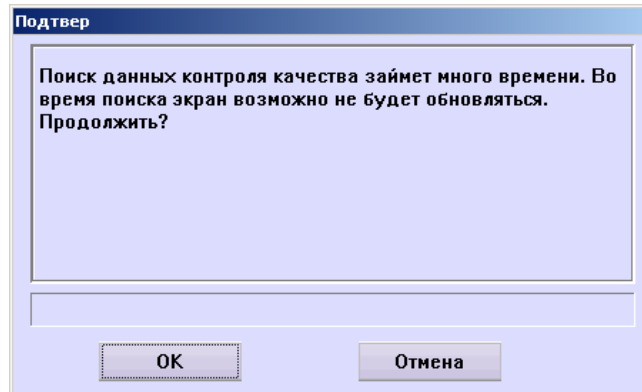 Подтвер
Поиск данных контроля качества займет много времени. Во
время поиска экран возможно не будет обновляться.
Продолжить?
OK
Отмена